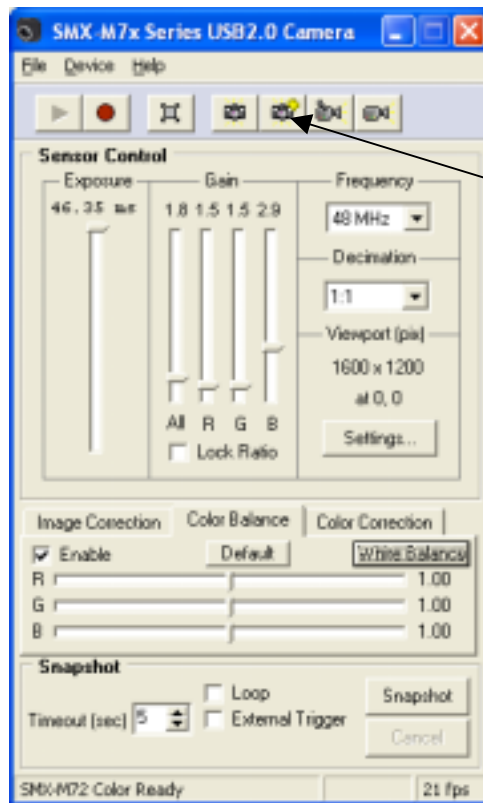 SMX-M7x Series USB2.0 Camera
File Device Help
Sensor Control
Exposure Gain Frequency
46.35 ms 1.8 1.5 1.5 2.9
48 MHz
Decimation
1:1
Viewport (pix)
1600 x 1200
at 0, 0
All R G B
Settings...
Lock Ratio
Image Correction Color Balance Color Correction
Enable Default White Balance
R 1.00
G 1.00
B 1.00
Snapshot
Loop Snapshot
Timeout (sec) 5 External Trigger
Cancel
SMX-M72 Color Ready 21 fps